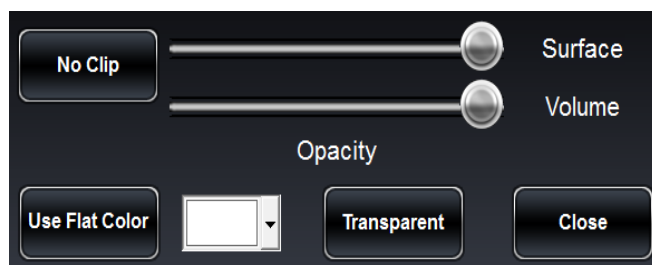 No Clip
Surface
Volume
Opacity
Use Flat Color
Transparent
Close